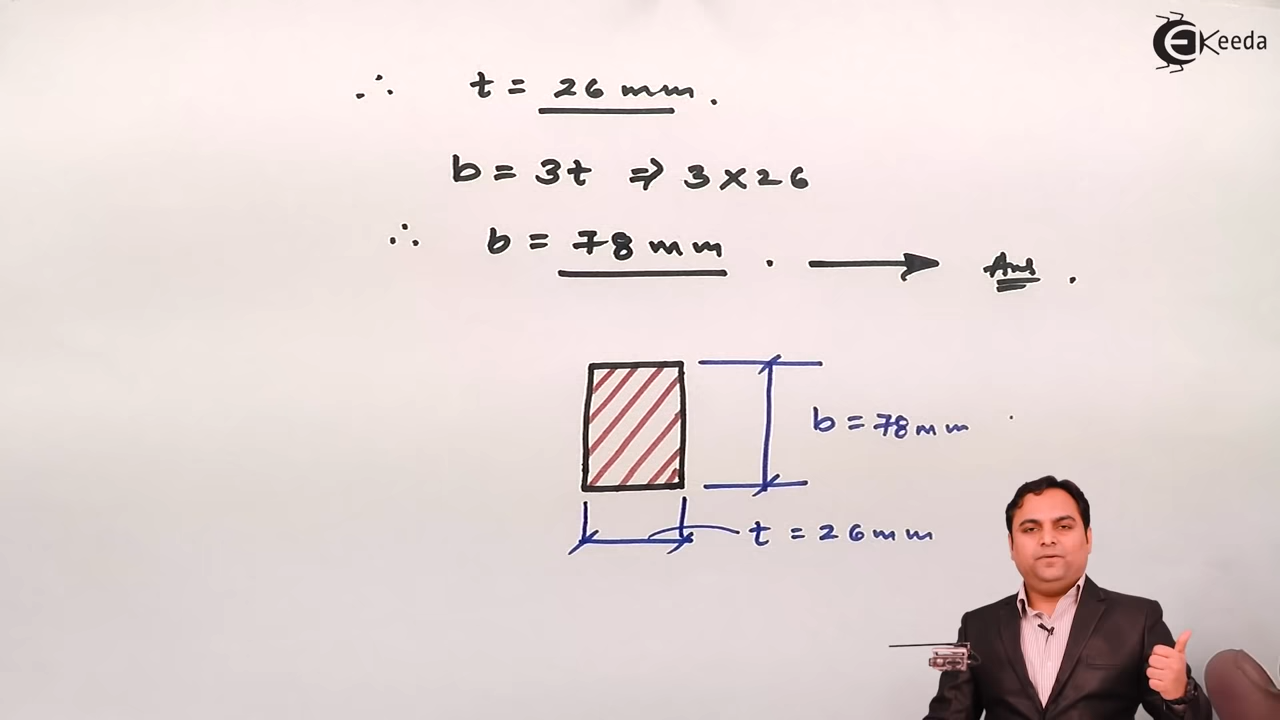 EKeeda
∴ t = 26 mm.
b = 3t ⇒ 3×26
∴ b = 78 mm. → Ans.
b = 78 mm
t = 26 mm